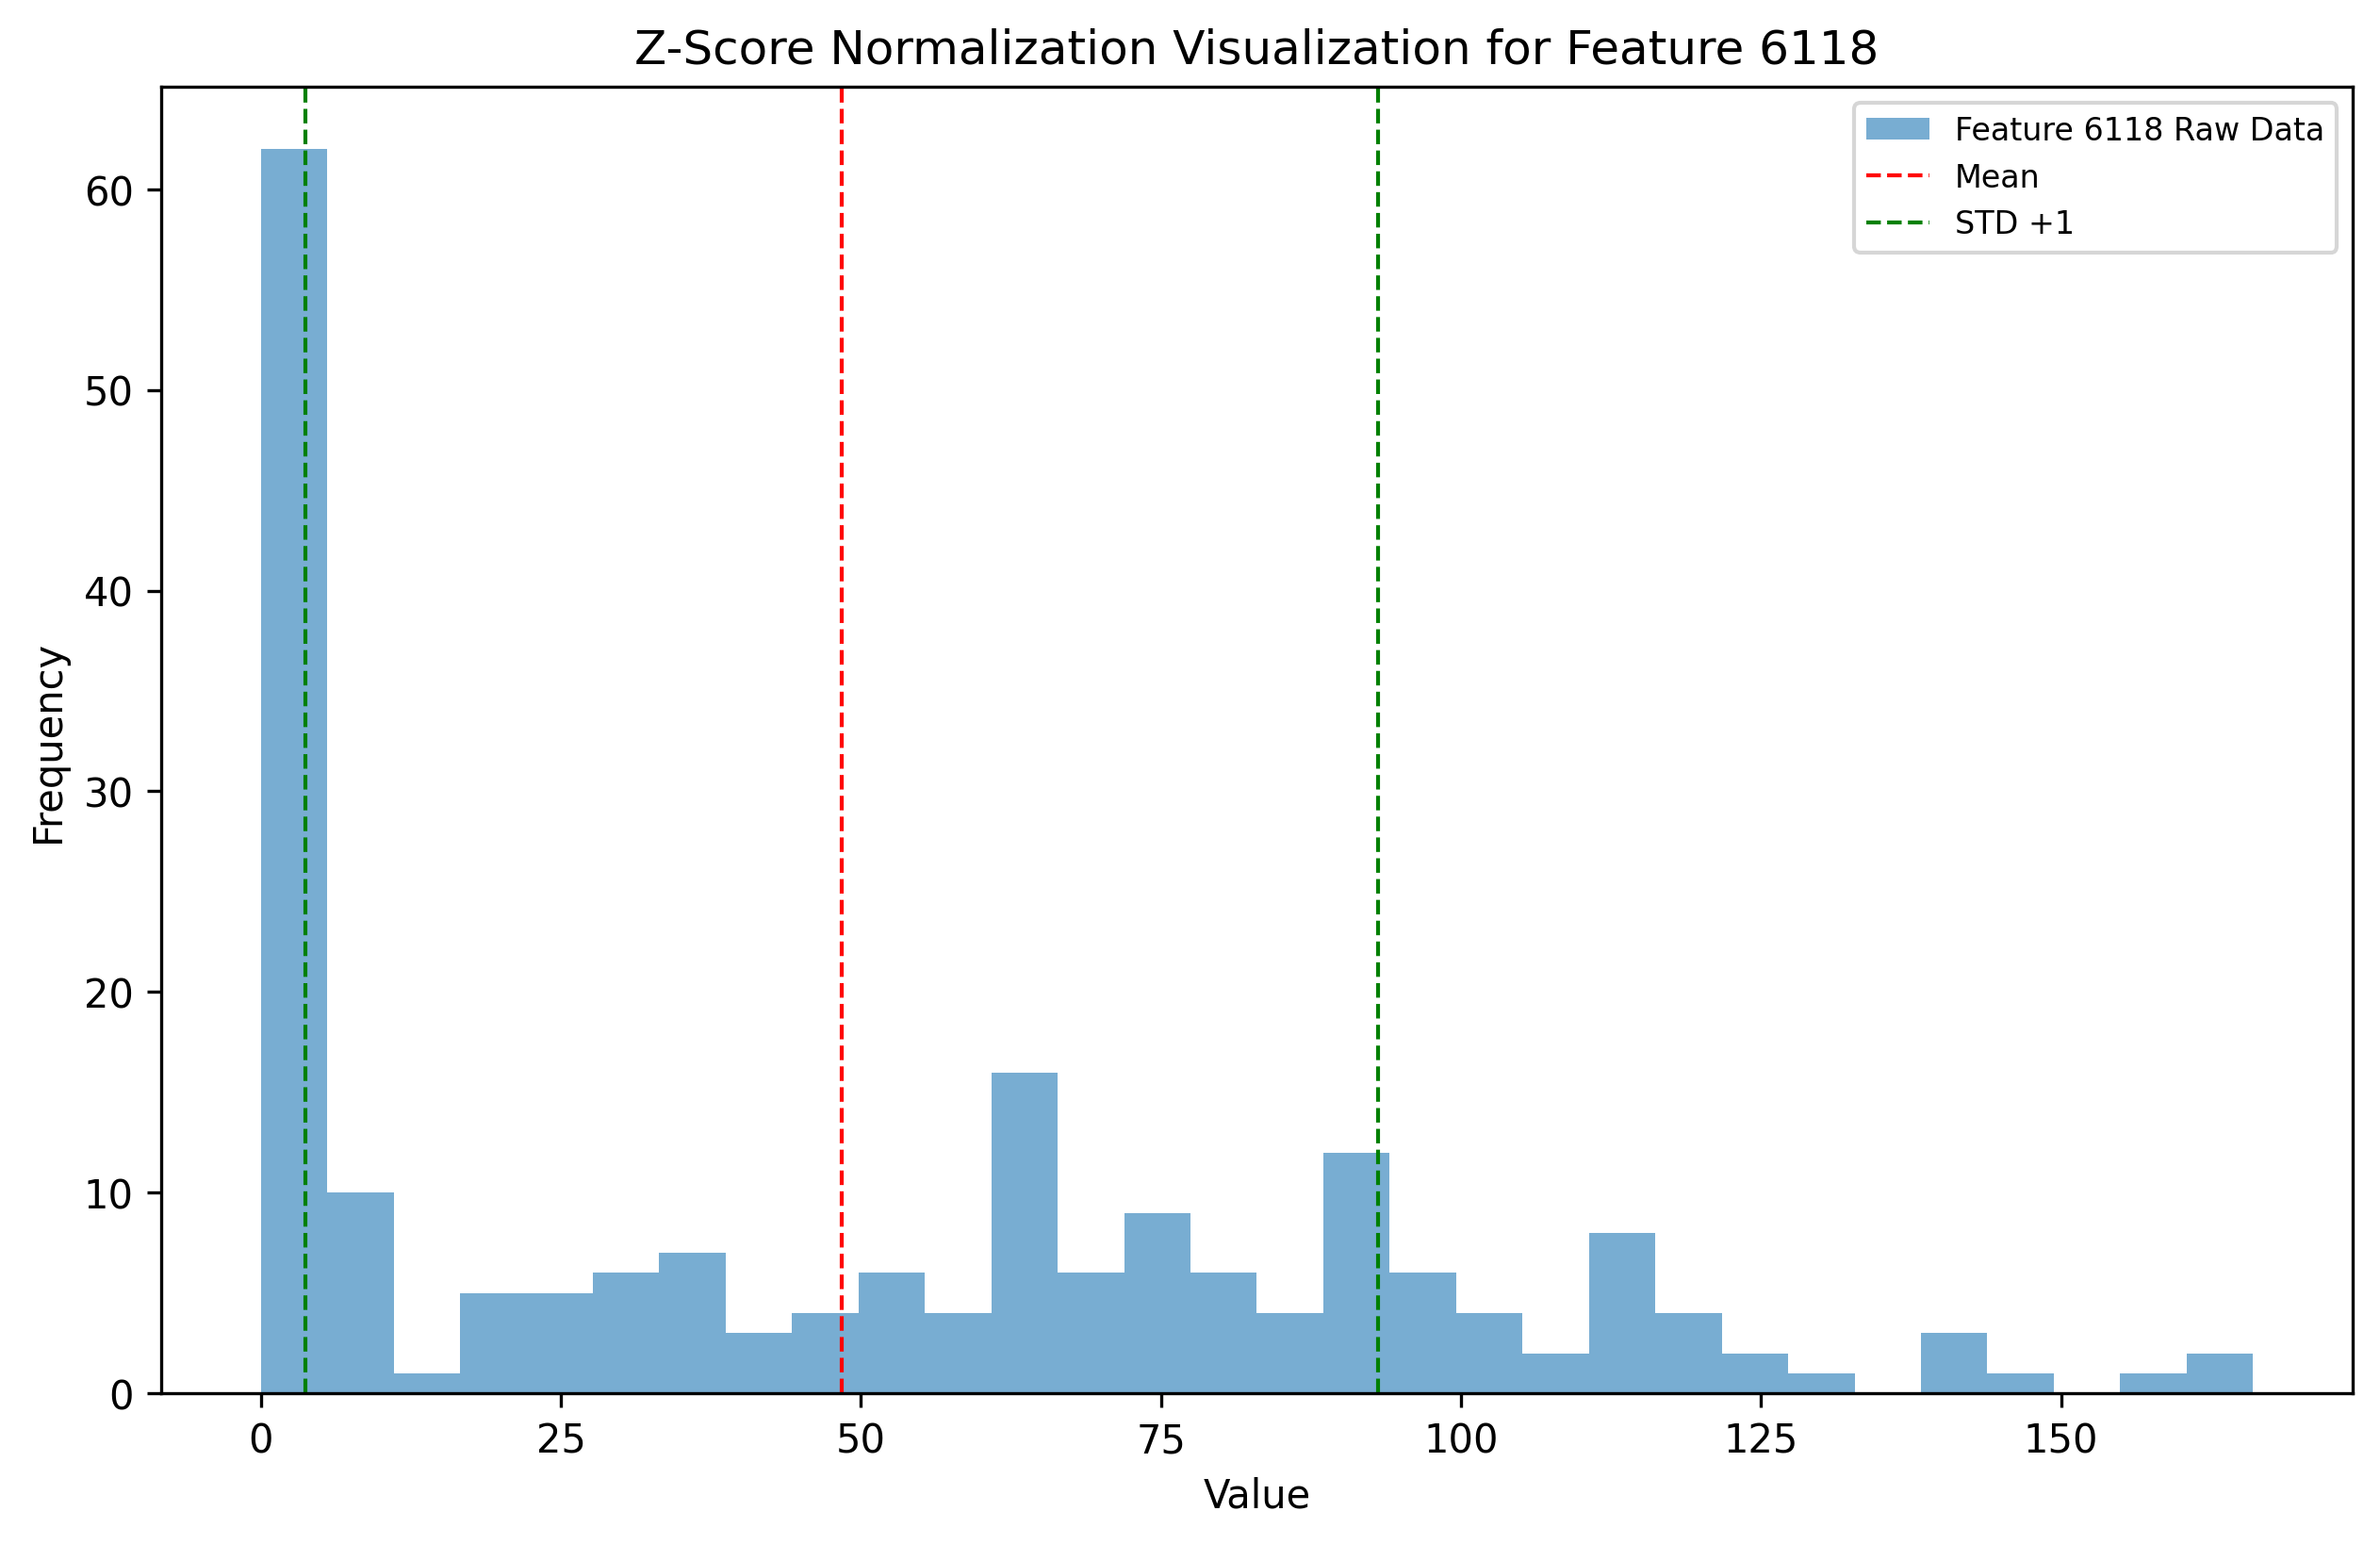 Z-Score Normalization Visualization for Feature 6118
Feature 6118 Raw Data
Mean
STD +1
60
50
40
30
20
10
0
Frequency
0 25 50 75 100 125 150
Value